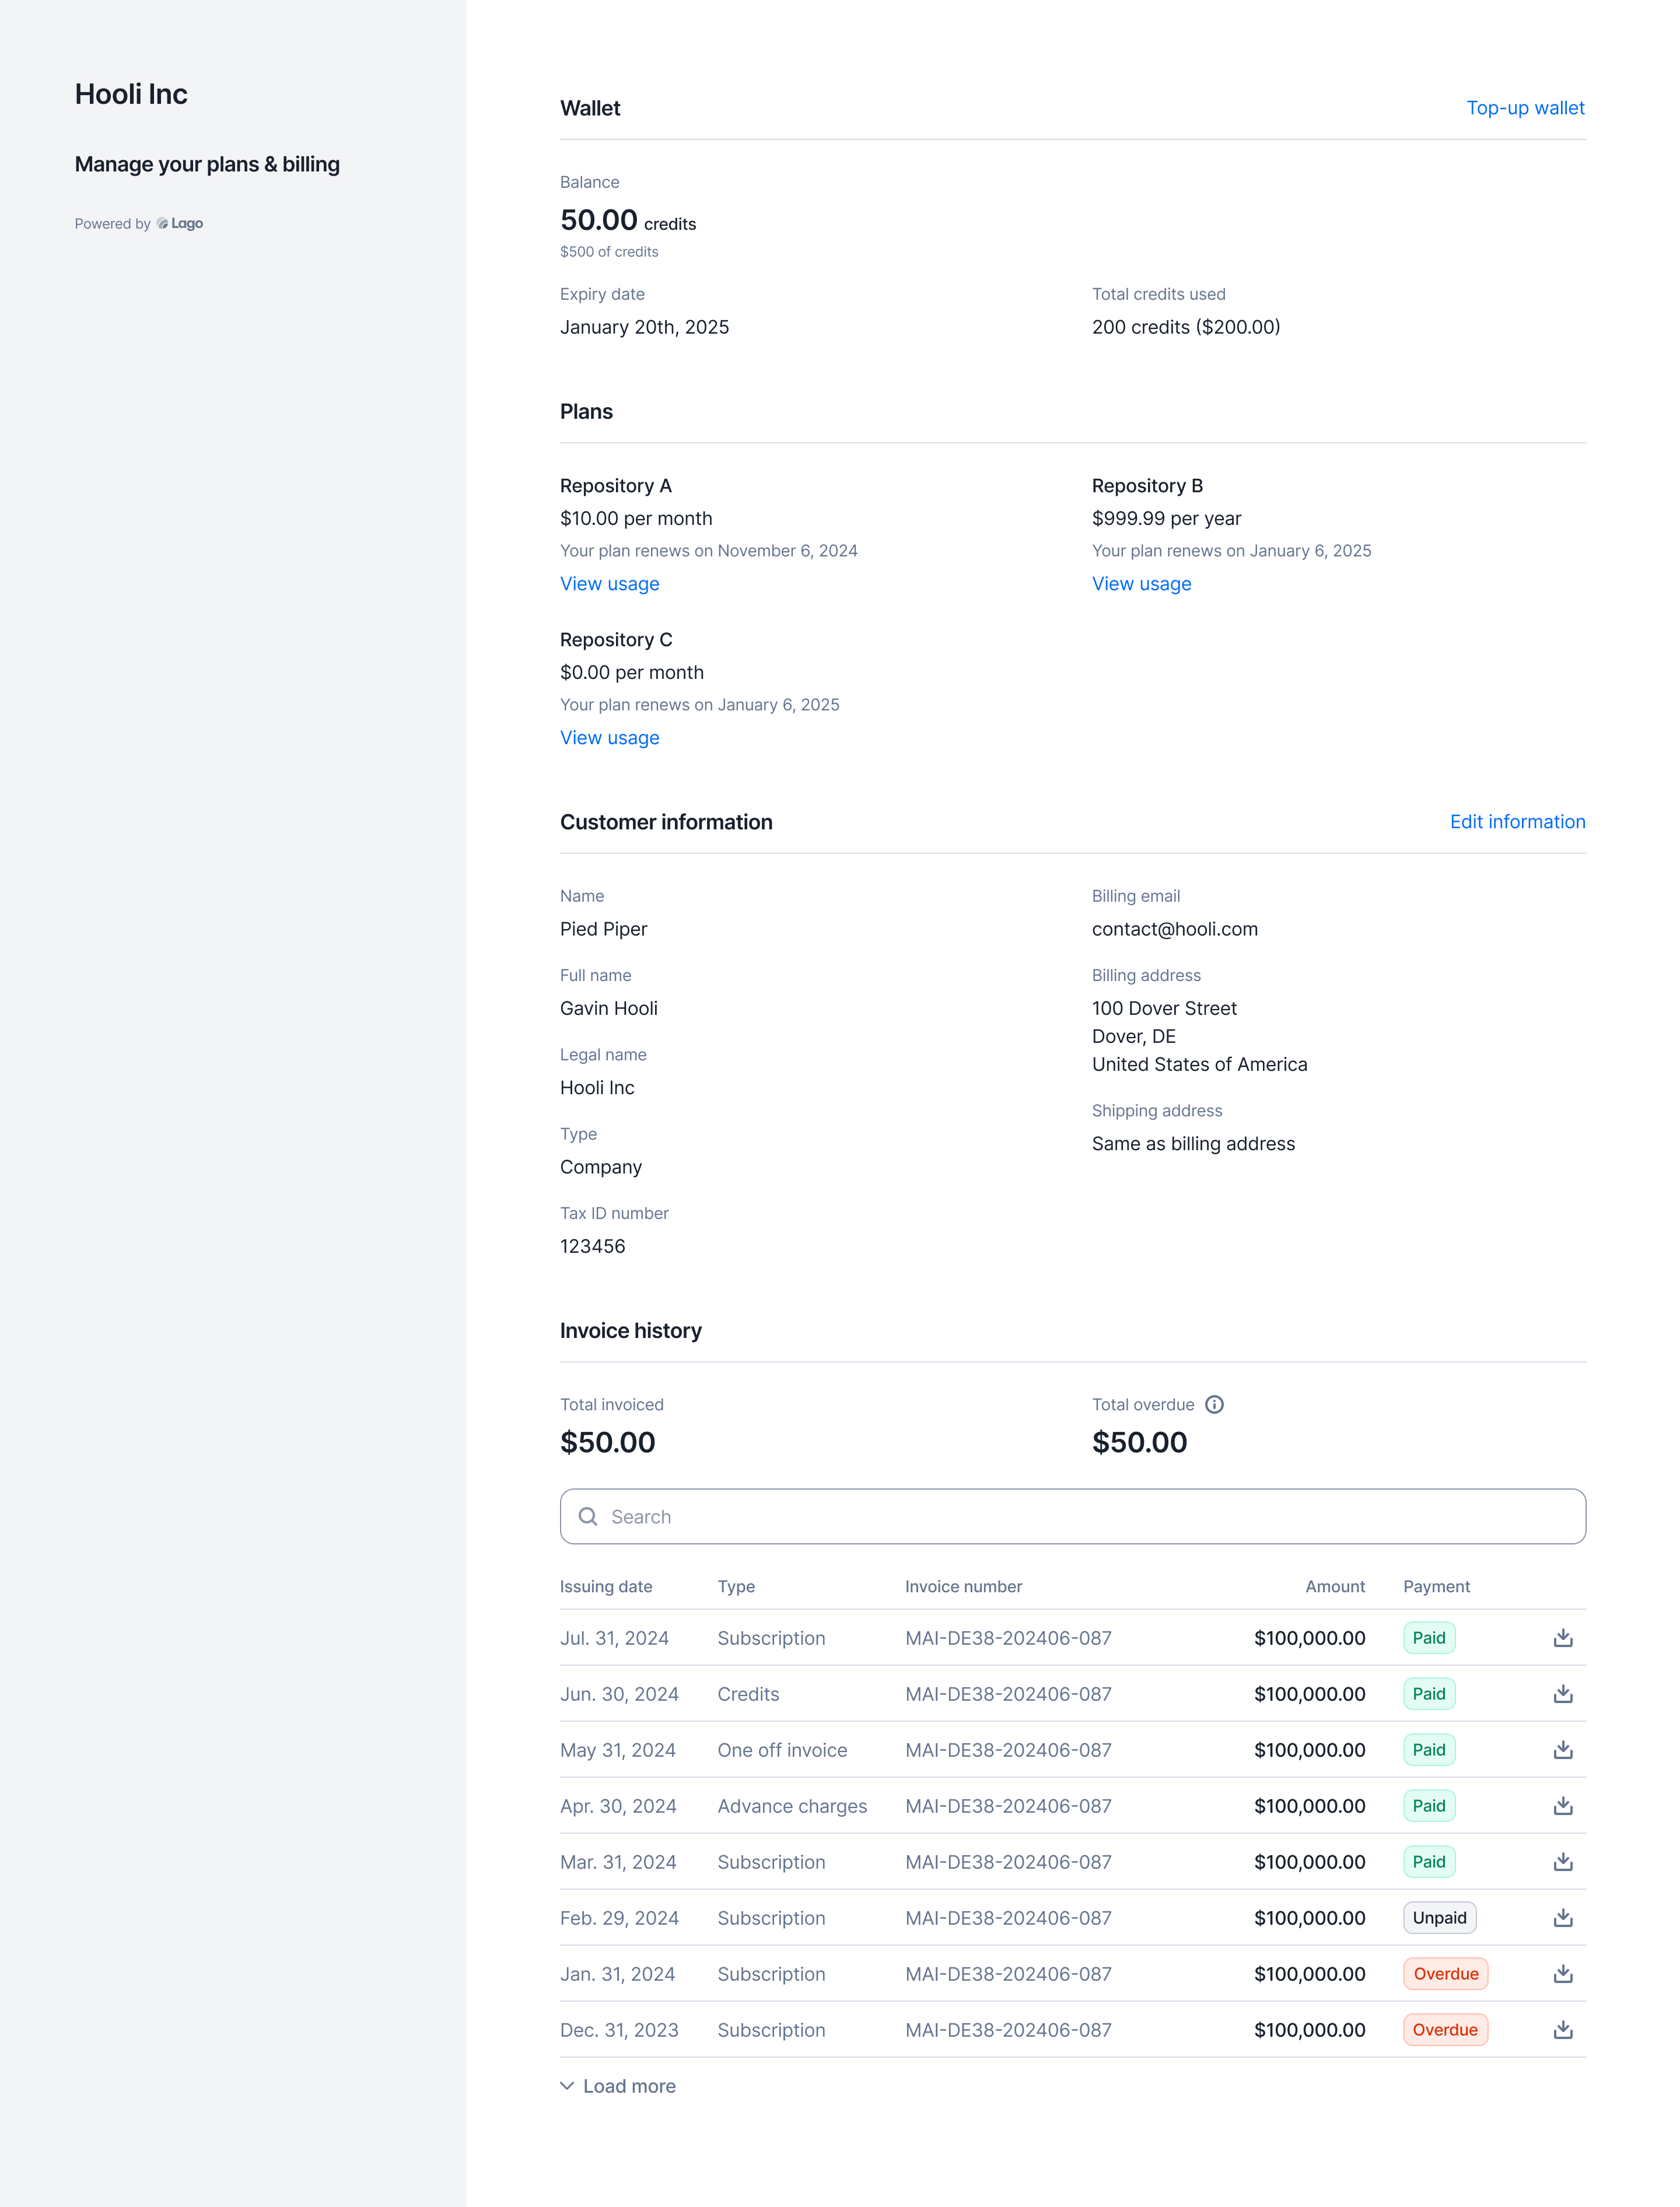 Hooli Inc
Manage your plans & billing
Powered by Lago
Wallet
Top-up wallet
Balance
50.00 credits
$500 of credits
Expiry date
January 20th, 2025
Total credits used
200 credits ($200.00)
Plans
Repository A
$10.00 per month
Your plan renews on November 6, 2024
View usage
Repository B
$999.99 per year
Your plan renews on January 6, 2025
View usage
Repository C
$0.00 per month
Your plan renews on January 6, 2025
View usage
Customer information
Edit information
Name
Pied Piper
Full name
Gavin Hooli
Legal name
Hooli Inc
Type
Company
Tax ID number
123456
Billing email
contact@hooli.com
Billing address
100 Dover Street
Dover, DE
United States of America
Shipping address
Same as billing address
Invoice history
Total invoiced
$50.00
Total overdue
$50.00
Search
Issuing date Type Invoice number Amount Payment
Jul. 31, 2024 Subscription MAI-DE38-202406-087 $100,000.00 Paid
Jun. 30, 2024 Credits MAI-DE38-202406-087 $100,000.00 Paid
May 31, 2024 One off invoice MAI-DE38-202406-087 $100,000.00 Paid
Apr. 30, 2024 Advance charges MAI-DE38-202406-087 $100,000.00 Paid
Mar. 31, 2024 Subscription MAI-DE38-202406-087 $100,000.00 Paid
Feb. 29, 2024 Subscription MAI-DE38-202406-087 $100,000.00 Unpaid
Jan. 31, 2024 Subscription MAI-DE38-202406-087 $100,000.00 Overdue
Dec. 31, 2023 Subscription MAI-DE38-202406-087 $100,000.00 Overdue
Load more